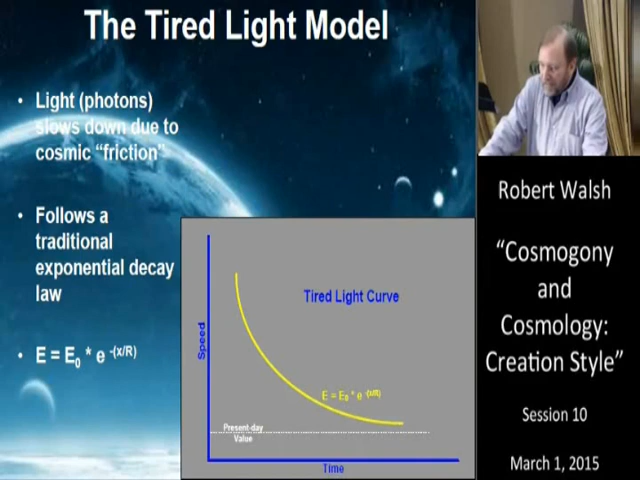 The Tired Light Model
• Light (photons)
slows down due to
cosmic “friction”
• Follows a
traditional
exponential decay
law
• E = E₀ * e ^-(x/R)
Tired Light Curve
Speed
E = E₀ * e ^-(x/R)
Present-day
Value
Time
Robert Walsh
“Cosmogony
and
Cosmology:
Creation Style”
Session 10
March 1, 2015